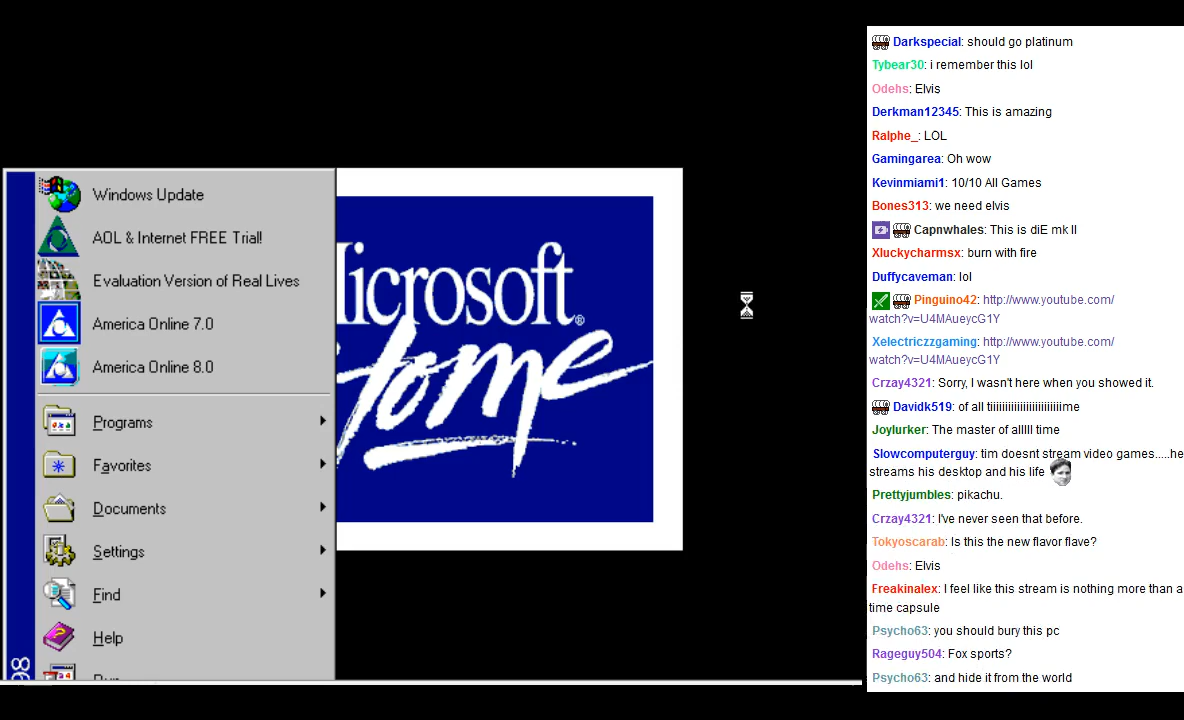 Windows Update
AOL & Internet FREE Trial!
Evaluation Version of Real Lives
America Online 7.0
America Online 8.0
Programs
Favorites
Documents
Settings
Find
Help
98
icrosoft®
Home
Darkspecial: should go platinum
Tybear30: i remember this lol
Odehs: Elvis
Derkman12345: This is amazing
Ralphe_: LOL
Gamingarea: Oh wow
Kevinmiami1: 10/10 All Games
Bones313: we need elvis
Capnwhales: This is diE mk II
Xluckycharmsx: burn with fire
Duffycaveman: lol
Pinguino42: http://www.youtube.com/
watch?v=U4MAueycG1Y
Xelectriczzgaming: http://www.youtube.com/
watch?v=U4MAueycG1Y
Crzay4321: Sorry, I wasn't here when you showed it.
Davidk519: of all tiiiiiiiiiiiiiiiiiiiiiiiime
Joylurker: The master of alllll time
Slowcomputerguy: tim doesnt stream video games.....he
streams his desktop and his life
Prettyjumbles: pikachu.
Crzay4321: I've never seen that before.
Tokyoscarab: Is this the new flavor flave?
Odehs: Elvis
Freakinalex: I feel like this stream is nothing more than a
time capsule
Psycho63: you should bury this pc
Rageguy504: Fox sports?
Psycho63: and hide it from the world